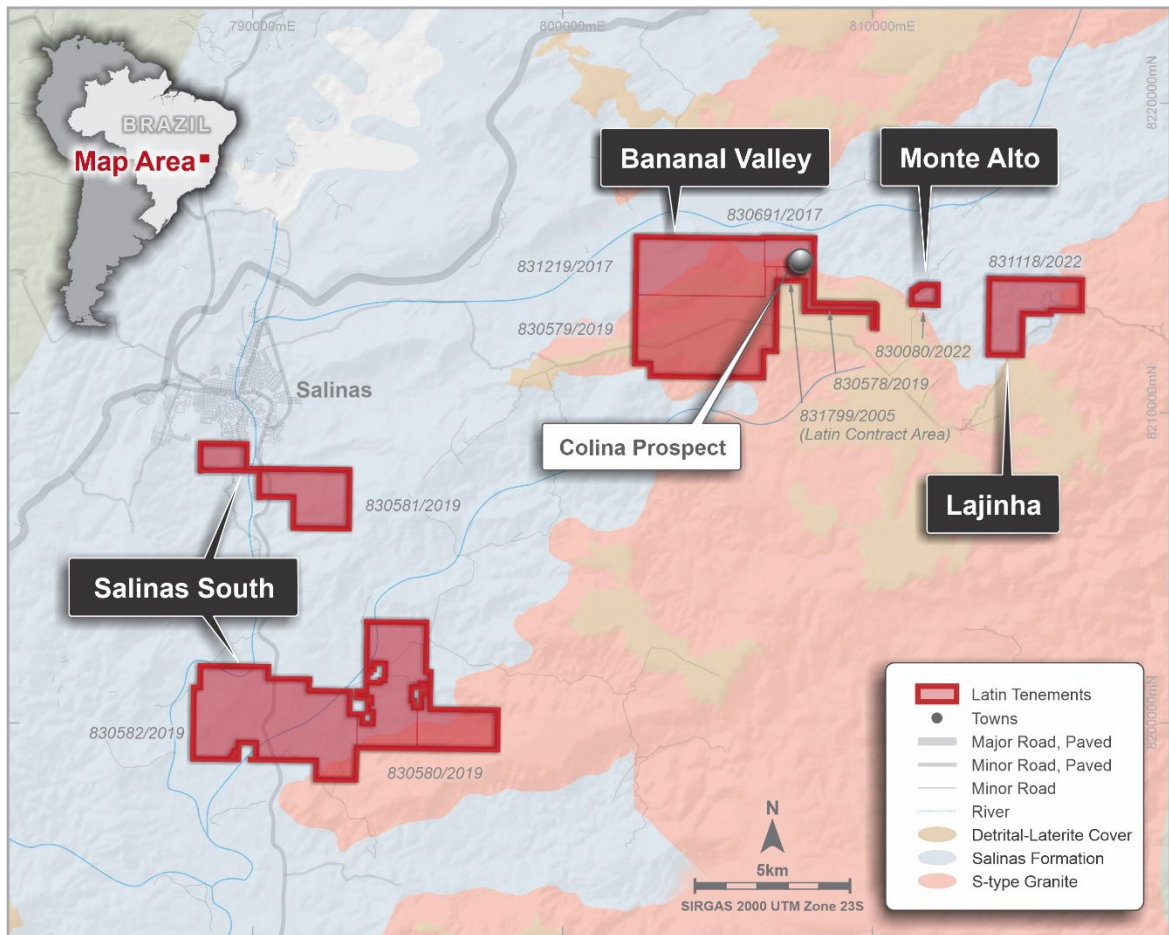 790000mE
800000mE
810000mE
8220000mN
BRAZIL
Map Area
Bananal Valley
Monte Alto
830691/2017
831219/2017
831118/2022
830579/2019
830080/2022
830578/2019
831799/2005
(Latin Contract Area)
8210000mN
Salinas
Colina Prospect
Lajinha
830581/2019
Salinas South
830582/2019
830580/2019
8200000mN
Latin Tenements
Towns
Major Road, Paved
Minor Road, Paved
Minor Road
River
Detrital-Laterite Cover
Salinas Formation
S-type Granite
N
5km
SIRGAS 2000 UTM Zone 23S